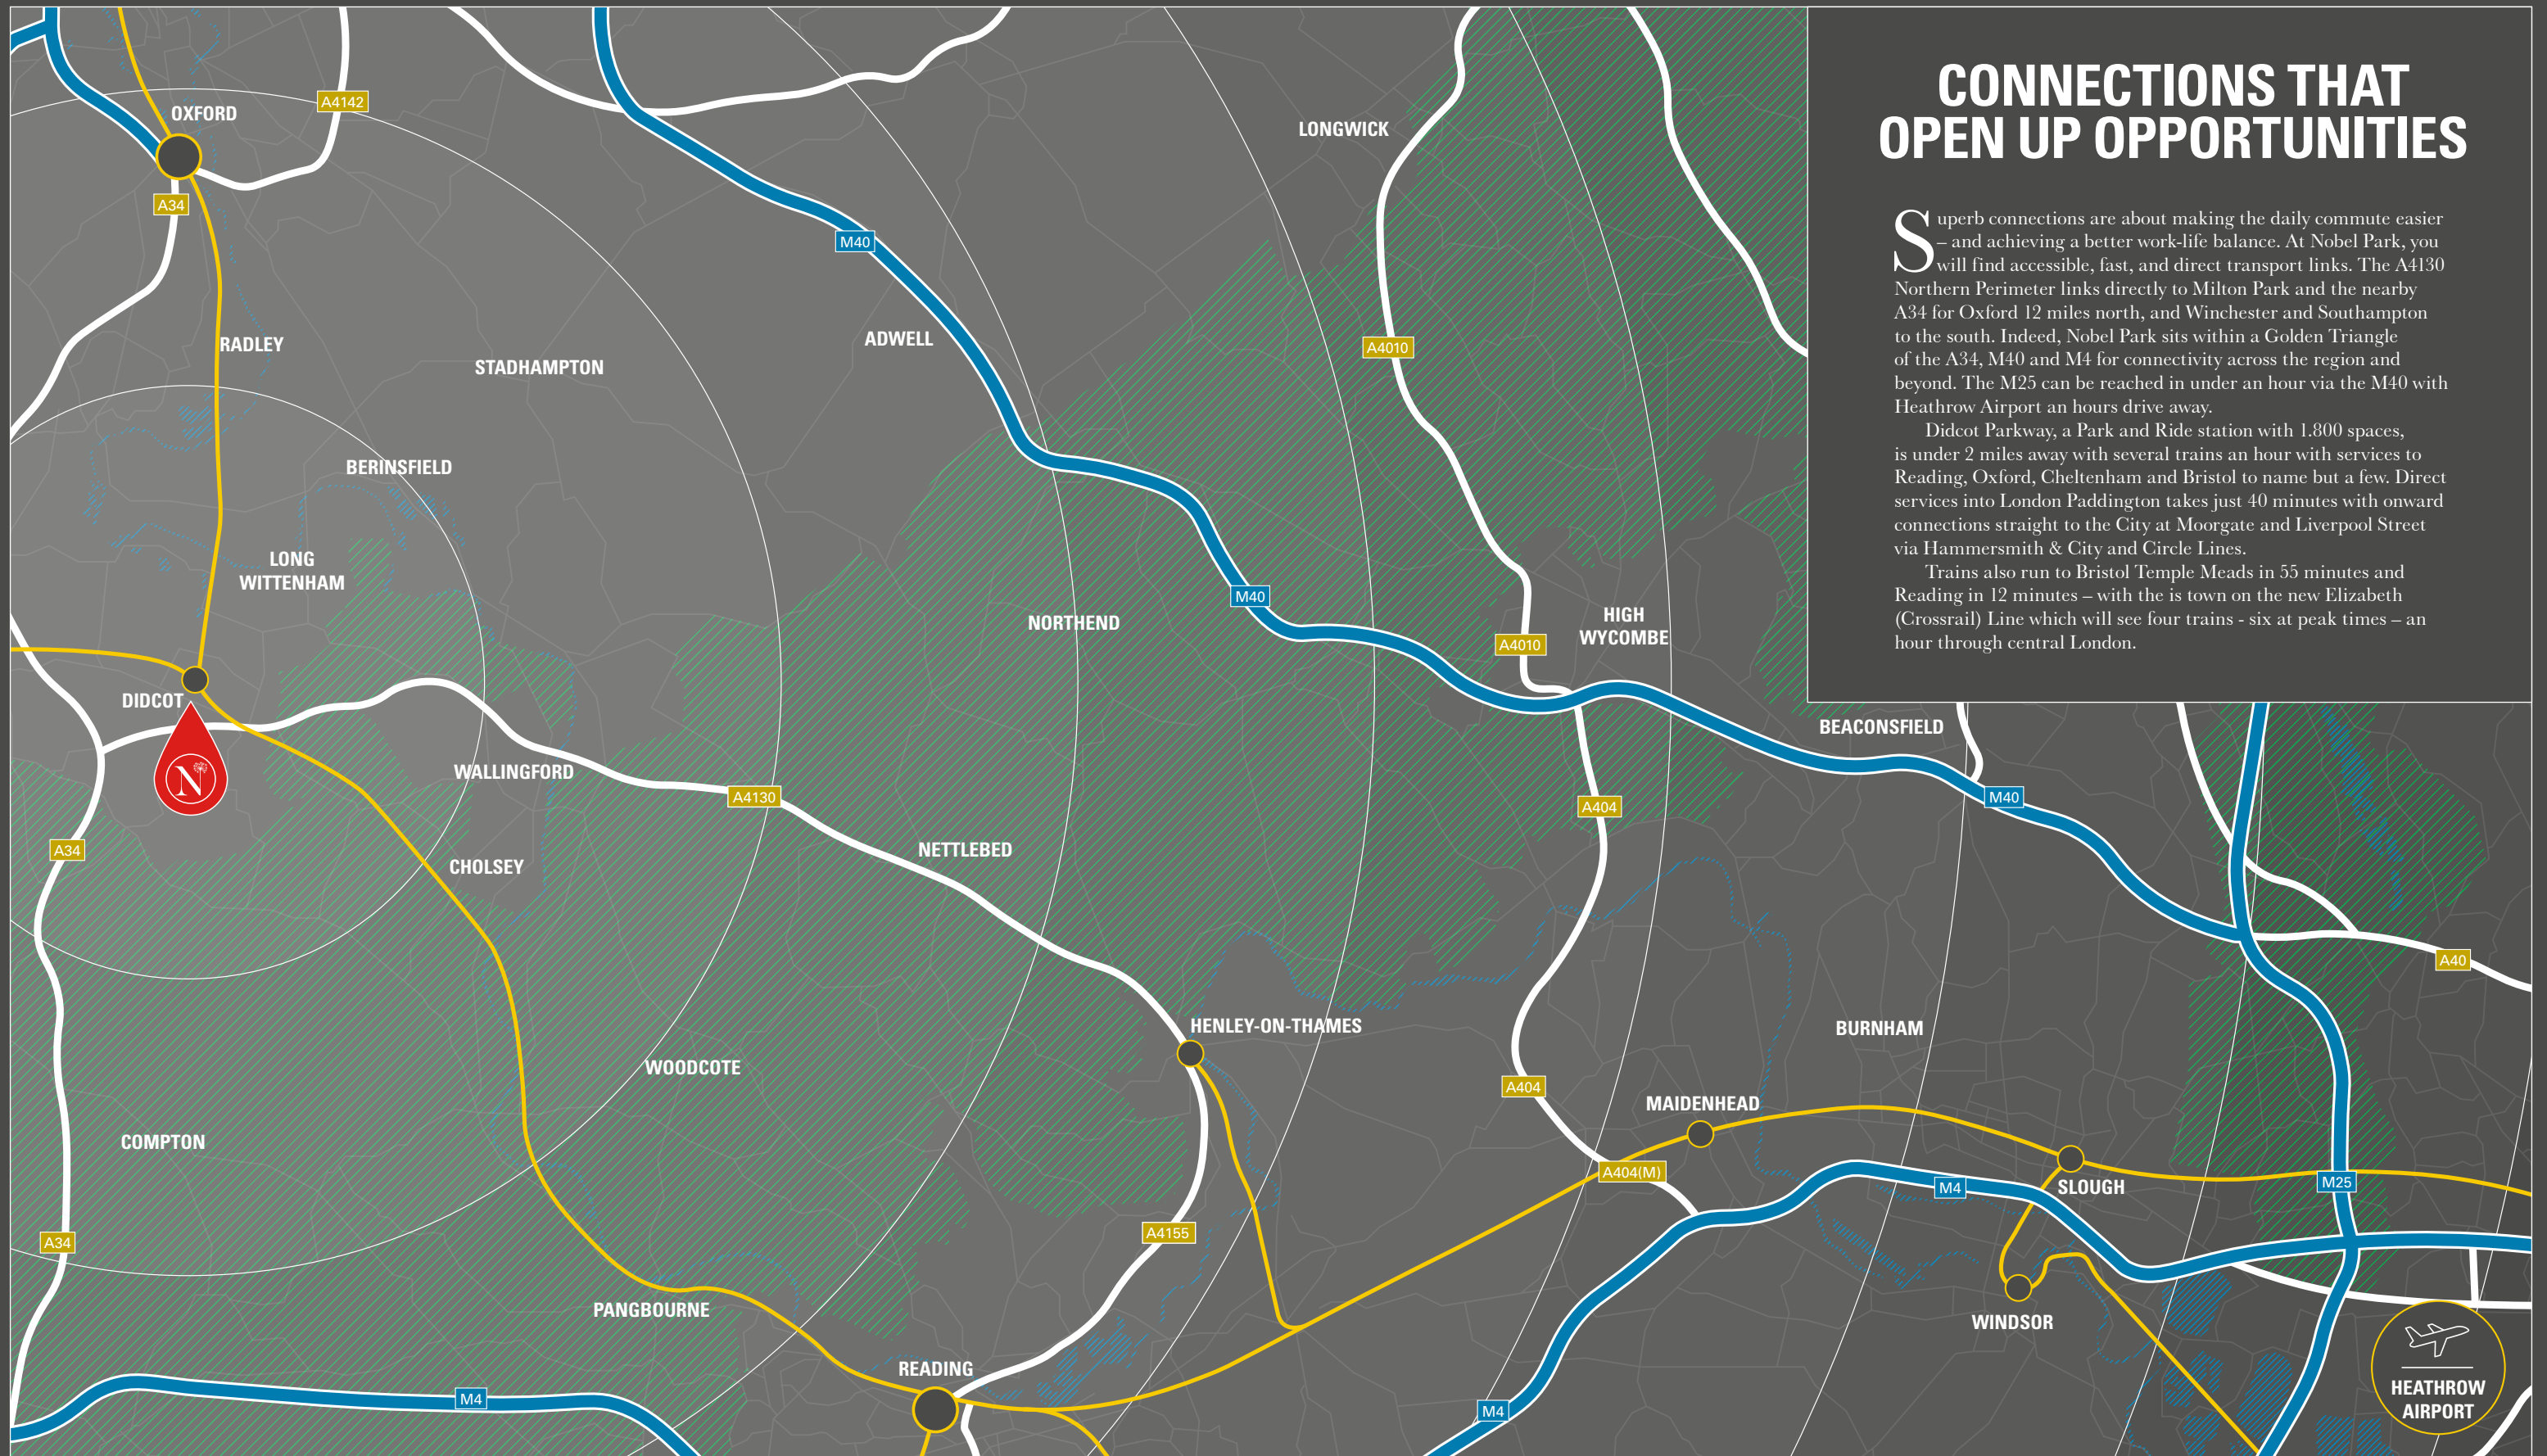 CONNECTIONS THAT
OPEN UP OPPORTUNITIES
Superb connections are about making the daily commute easier
– and achieving a better work-life balance. At Nobel Park, you
will find accessible, fast, and direct transport links. The A4130
Northern Perimeter links directly to Milton Park and the nearby
A34 for Oxford 12 miles north, and Winchester and Southampton
to the south. Indeed, Nobel Park sits within a Golden Triangle
of the A34, M40 and M4 for connectivity across the region and
beyond. The M25 can be reached in under an hour via the M40 with
Heathrow Airport an hours drive away.
Didcot Parkway, a Park and Ride station with 1.800 spaces,
is under 2 miles away with several trains an hour with services to
Reading, Oxford, Cheltenham and Bristol to name but a few. Direct
services into London Paddington takes just 40 minutes with onward
connections straight to the City at Moorgate and Liverpool Street
via Hammersmith & City and Circle Lines.
Trains also run to Bristol Temple Meads in 55 minutes and
Reading in 12 minutes – with the is town on the new Elizabeth
(Crossrail) Line which will see four trains - six at peak times – an
hour through central London.
A4142
OXFORD
LONGWICK
A34
M40
ADWELL
RADLEY
A4010
STADHAMPTON
BERINSFIELD
LONG
WITTENHAM
M40
NORTHEND
HIGH
WYCOMBE
A4010
DIDCOT
BEACONSFIELD
N
WALLINGFORD
A4130
M40
A404
A34
NETTLEBED
CHOLSEY
A40
HENLEY-ON-THAMES
BURNHAM
WOODCOTE
A404
MAIDENHEAD
COMPTON
A404(M)
M4
SLOUGH
M25
A4155
A34
PANGBOURNE
WINDSOR
READING
HEATHROW
AIRPORT
M4
M4